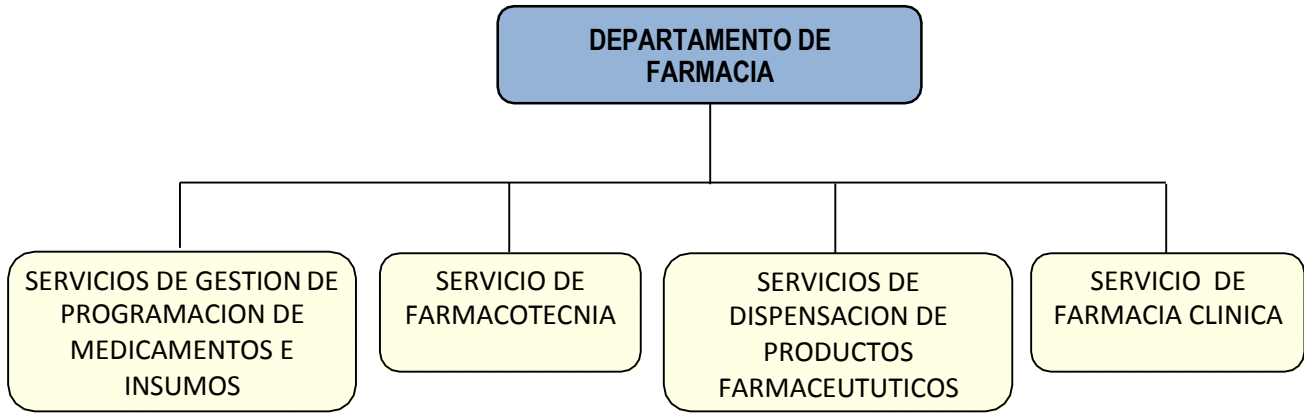 DEPARTAMENTO DE
FARMACIA
SERVICIOS DE GESTION DE
PROGRAMACION DE
MEDICAMENTOS E
INSUMOS
SERVICIO DE
FARMACOTECNIA
SERVICIOS DE
DISPENSACION DE
PRODUCTOS
FARMACEUTUTICOS
SERVICIO DE
FARMACIA CLINICA